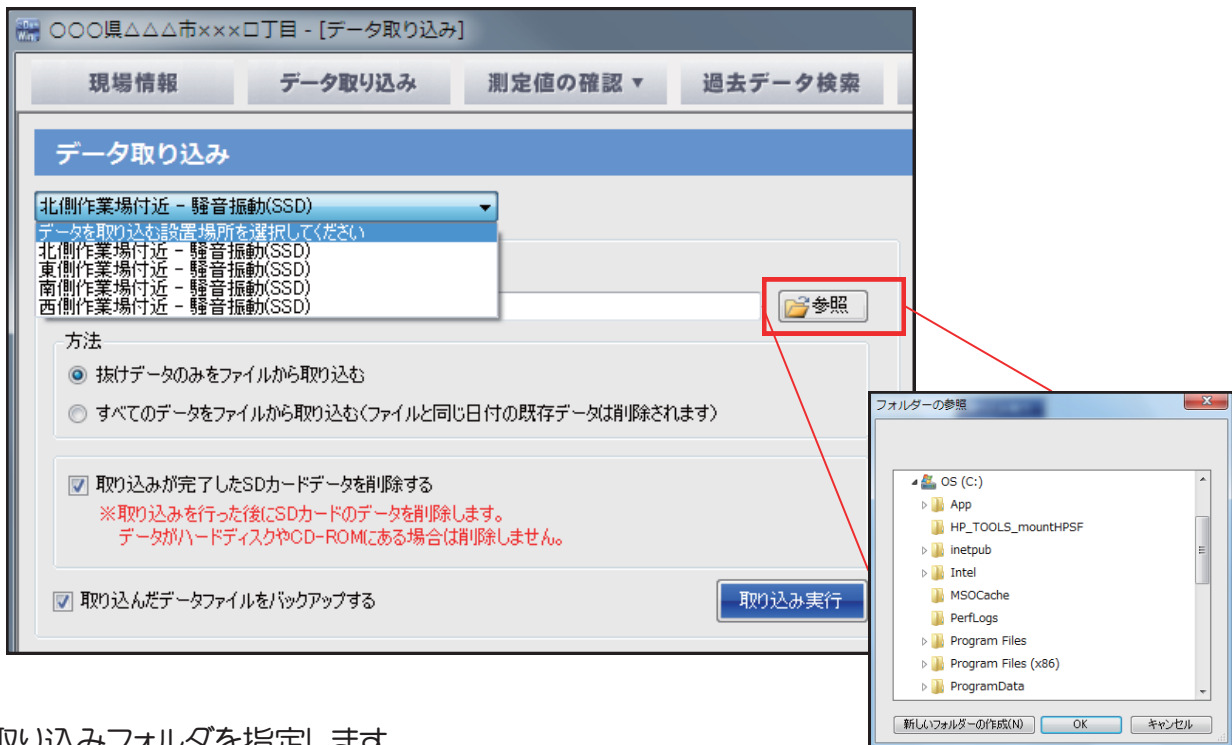 ○○○県△△△市×××ロ丁目 - [データ取り込み]
現場情報 データ取り込み 測定値の確認 ▼ 過去データ検索
データ取り込み
北側作業場付近 - 騒音振動(SSD)
データを取り込む設置場所を選択してください
北側作業場付近 - 騒音振動(SSD)
東側作業場付近 - 騒音振動(SSD)
南側作業場付近 - 騒音振動(SSD)
西側作業場付近 - 騒音振動(SSD)
参照
方法
抜けデータのみをファイルから取り込む
すべてのデータをファイルから取り込む(ファイルと同じ日付の既存データは削除されます)
取り込みが完了したSDカードデータを削除する
※取り込みを行った後にSDカードのデータを削除します。
データがハードディスクやCD-ROMにある場合は削除しません。
取り込んだデータファイルをバックアップする
取り込み実行
フォルダーの参照
OS (C:)
App
HP_TOOLS_mountHPSF
inetpub
Intel
MSOCache
PerfLogs
Program Files
Program Files (x86)
ProgramData
新しいフォルダーの作成(N) OK キャンセル
取り込みフォルダを指定します